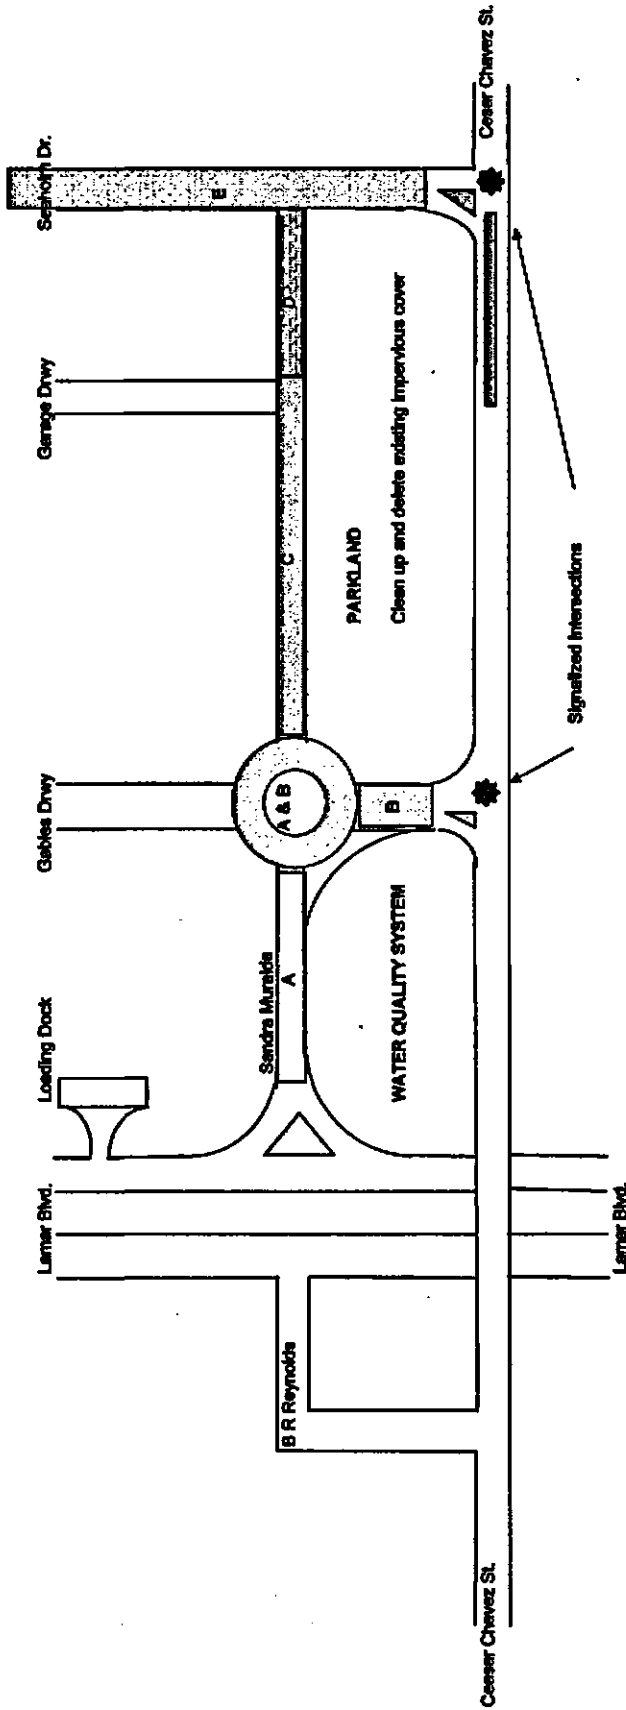 Lamar Blvd.
Loading Dock
Gables Drwy
Garage Drwy
Seaholm Dr.
B R Reynolds
Sandra Muraida
A
A & B
B
C
D
E
PARKLAND
Clean up and delete existing impervious cover
WATER QUALITY SYSTEM
Ceaser Chavez St.
Ceser Chavez St.
Signalized Intersections
Lamar Blvd.